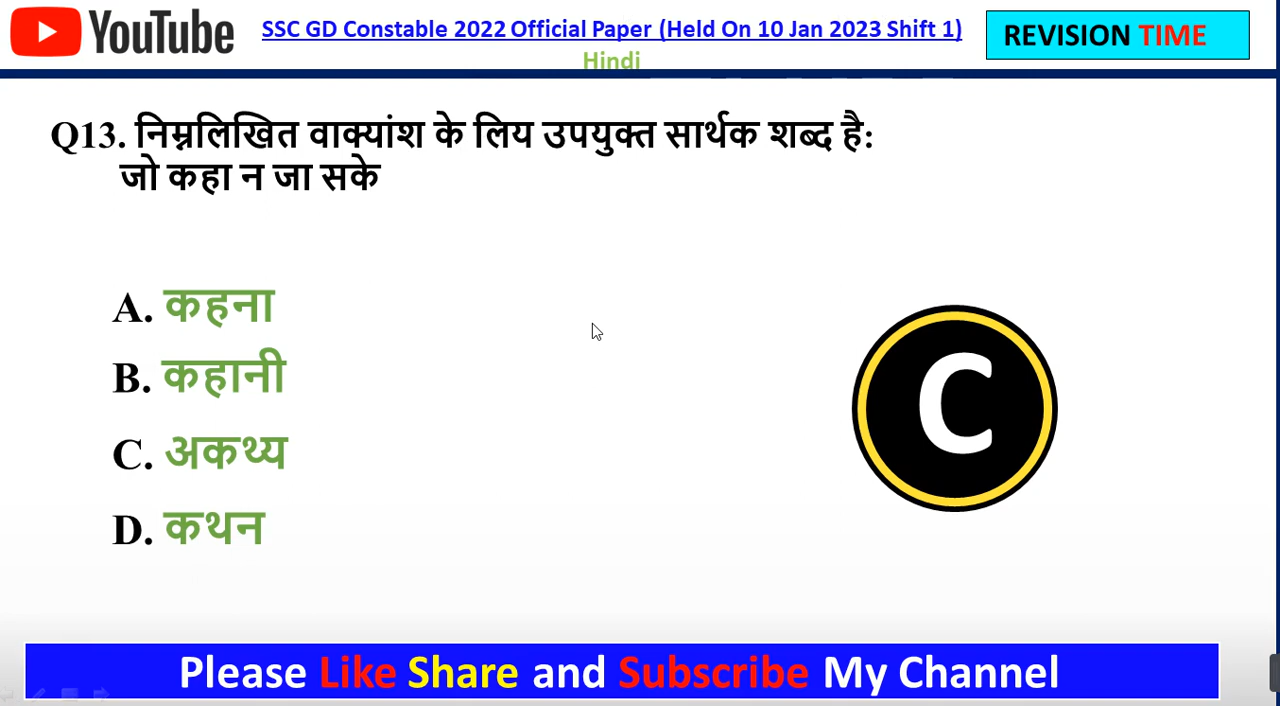 YouTube SSC GD Constable 2022 Official Paper (Held On 10 Jan 2023 Shift 1) REVISION TIME
Hindi
Q13. निम्नलिखित वाक्यांश के लिय उपयुक्त सार्थक शब्द है:
जो कहा न जा सके
A. कहना
B. कहानी
C. अकथ्य
D. कथन
C
Please Like Share and Subscribe My Channel